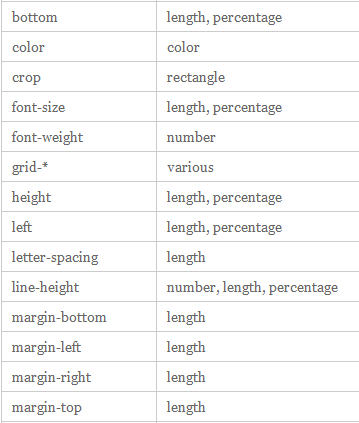 bottom length, percentage
color color
crop rectangle
font-size length, percentage
font-weight number
grid-* various
height length, percentage
left length, percentage
letter-spacing length
line-height number, length, percentage
margin-bottom length
margin-left length
margin-right length
margin-top length